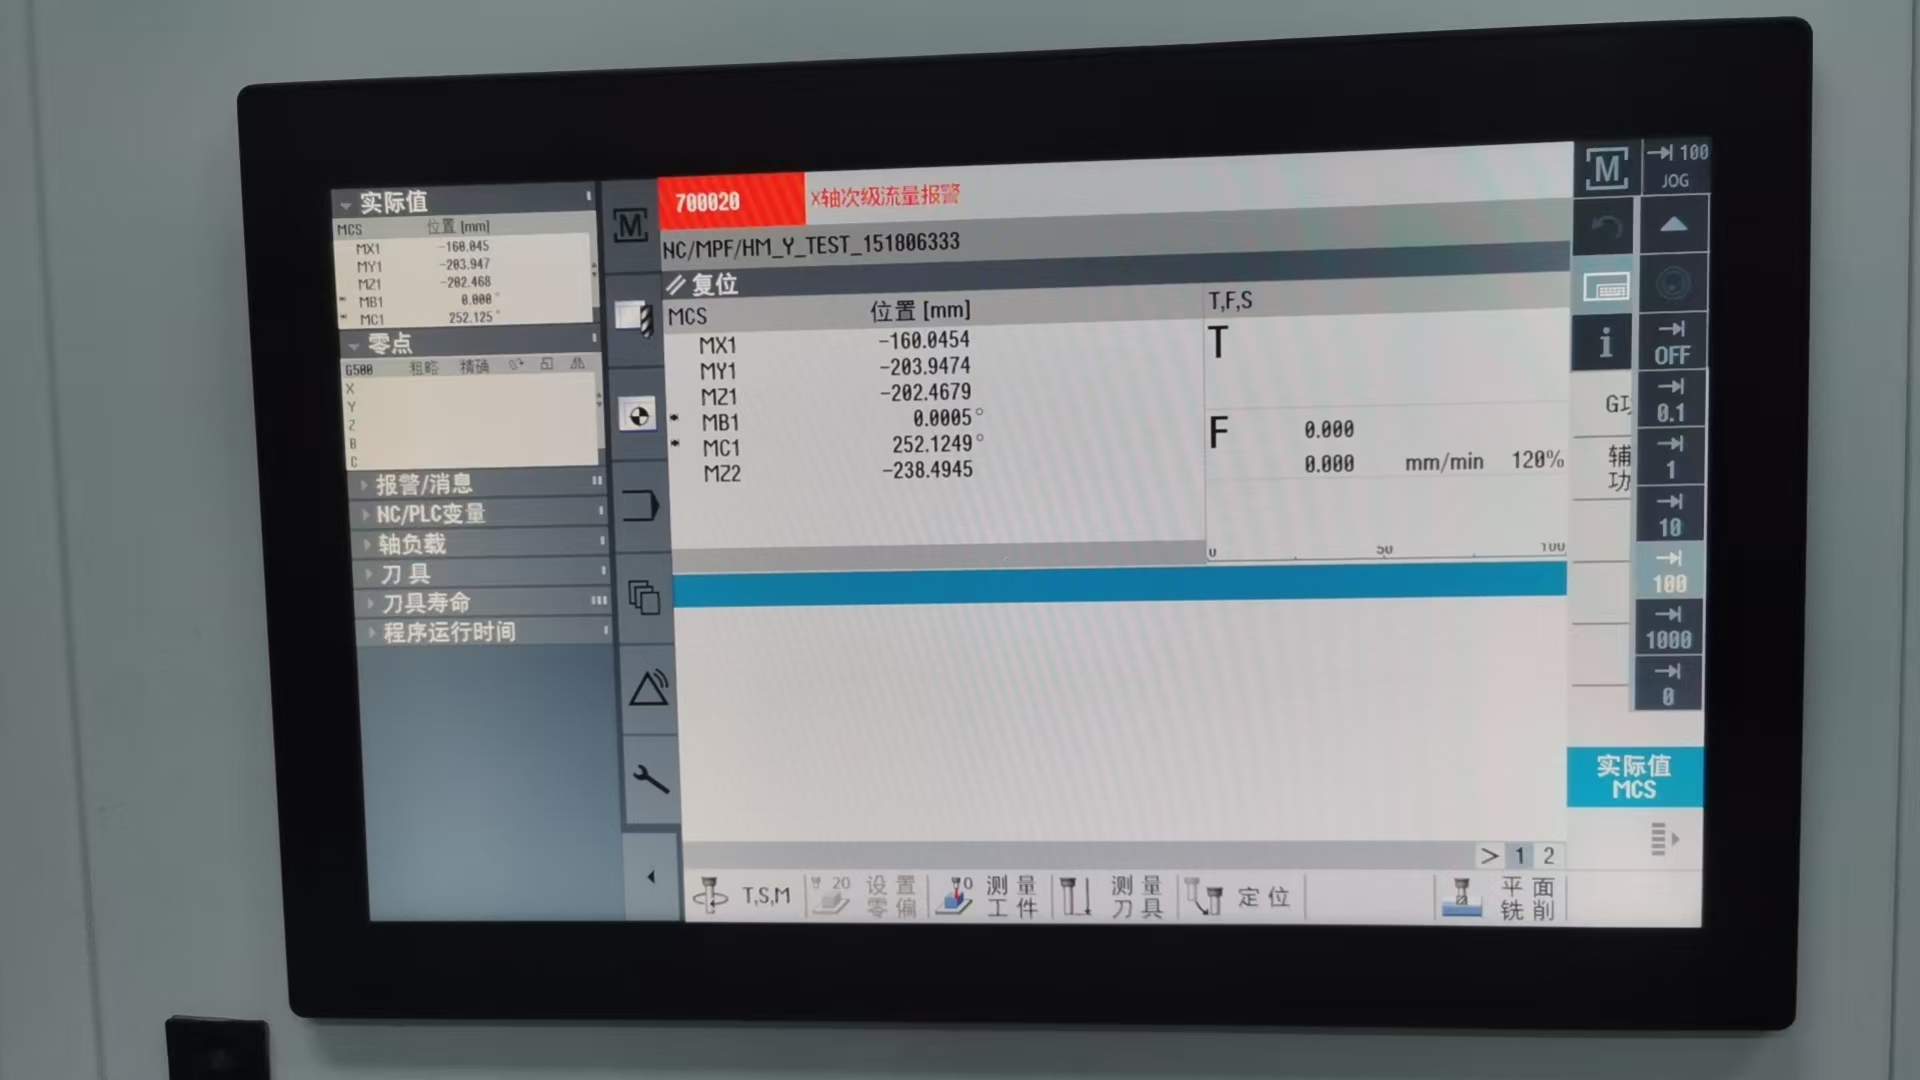 实际值
MCS 位置 [mm]
MX1 -160.045
MY1 -203.947
MZ1 -202.468
MB1 0.000 °
MC1 252.125 °
零点
G500 粗略 精确
X
Y
Z
B
C
报警/消息
NC/PLC变量
轴负载
刀具
刀具寿命
程序运行时间
700020 X轴次级流量报警
NC/MPF/HM_Y_TEST_151806333
复位
MCS 位置 [mm]
MX1 -160.0454
MY1 -203.9474
MZ1 -202.4679
MB1 0.0005°
MC1 252.1249°
MZ2 -238.4945
T,F,S
T
F 0.000
0.000 mm/min 120%
0 50 100
M
M
100
JOG
i
OFF
0.1
1
10
100
1000
0
G功
辅
功
实际值
MCS
> 1 2
T,S,M
设置
零偏
测量
工件
测量
刀具
定位
平面
铣削